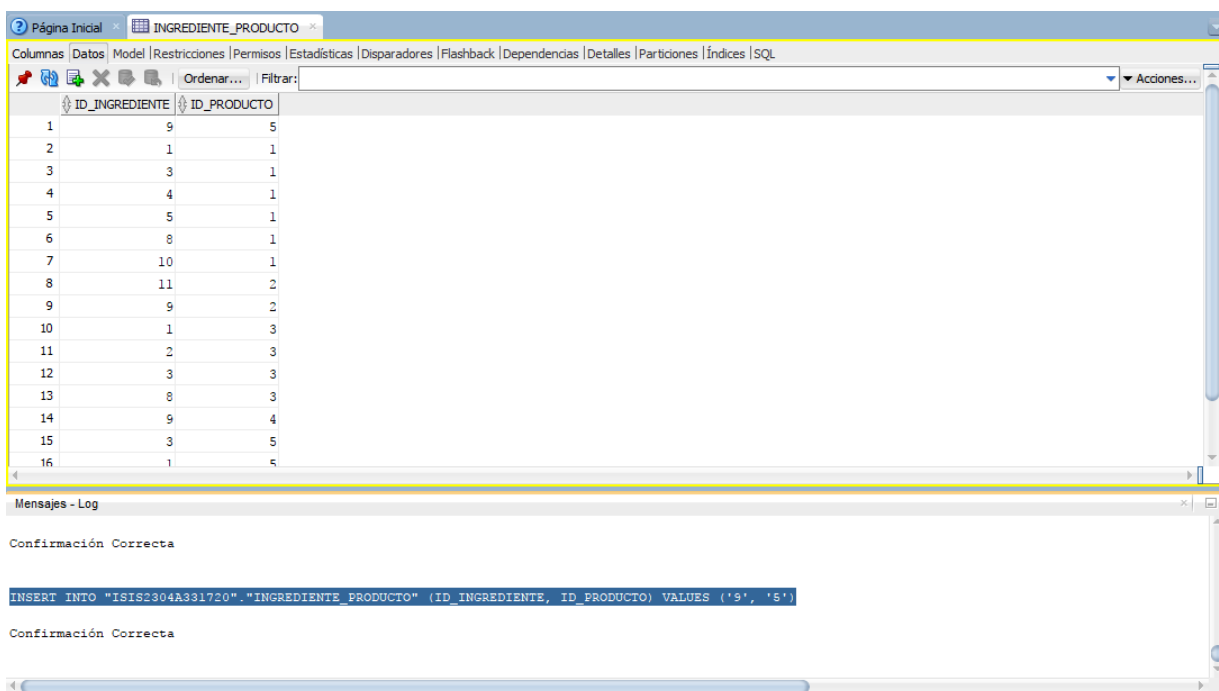 Página Inicial INGREDIENTE_PRODUCTO
Columnas Datos Model Restricciones Permisos Estadísticas Disparadores Flashback Dependencias Detalles Particiones Índices SQL
Ordenar... Filtrar: Acciones...
ID_INGREDIENTE ID_PRODUCTO
1 9 5
2 1 1
3 3 1
4 4 1
5 5 1
6 8 1
7 10 1
8 11 2
9 9 2
10 1 3
11 2 3
12 3 3
13 8 3
14 9 4
15 3 5
16 1 5
Mensajes - Log
Confirmación Correcta
INSERT INTO "ISIS2304A331720"."INGREDIENTE_PRODUCTO" (ID_INGREDIENTE, ID_PRODUCTO) VALUES ('9', '5')
Confirmación Correcta